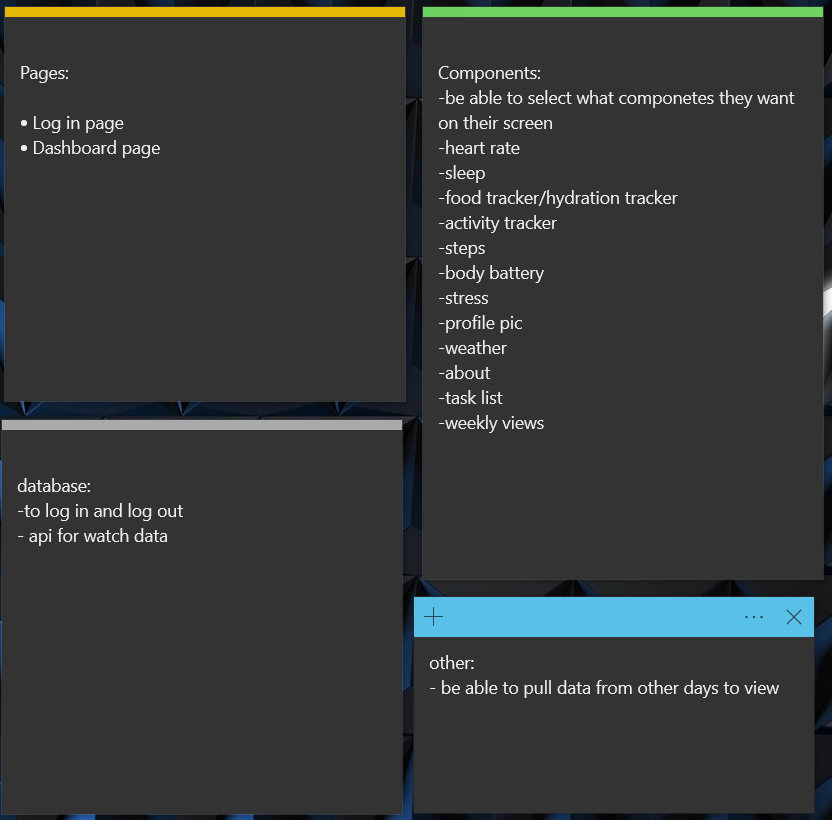 Pages:
• Log in page
• Dashboard page
Components:
-be able to select what componetes they want
on their screen
-heart rate
-sleep
-food tracker/hydration tracker
-activity tracker
-steps
-body battery
-stress
-profile pic
-weather
-about
-task list
-weekly views
database:
-to log in and log out
- api for watch data
other:
- be able to pull data from other days to view